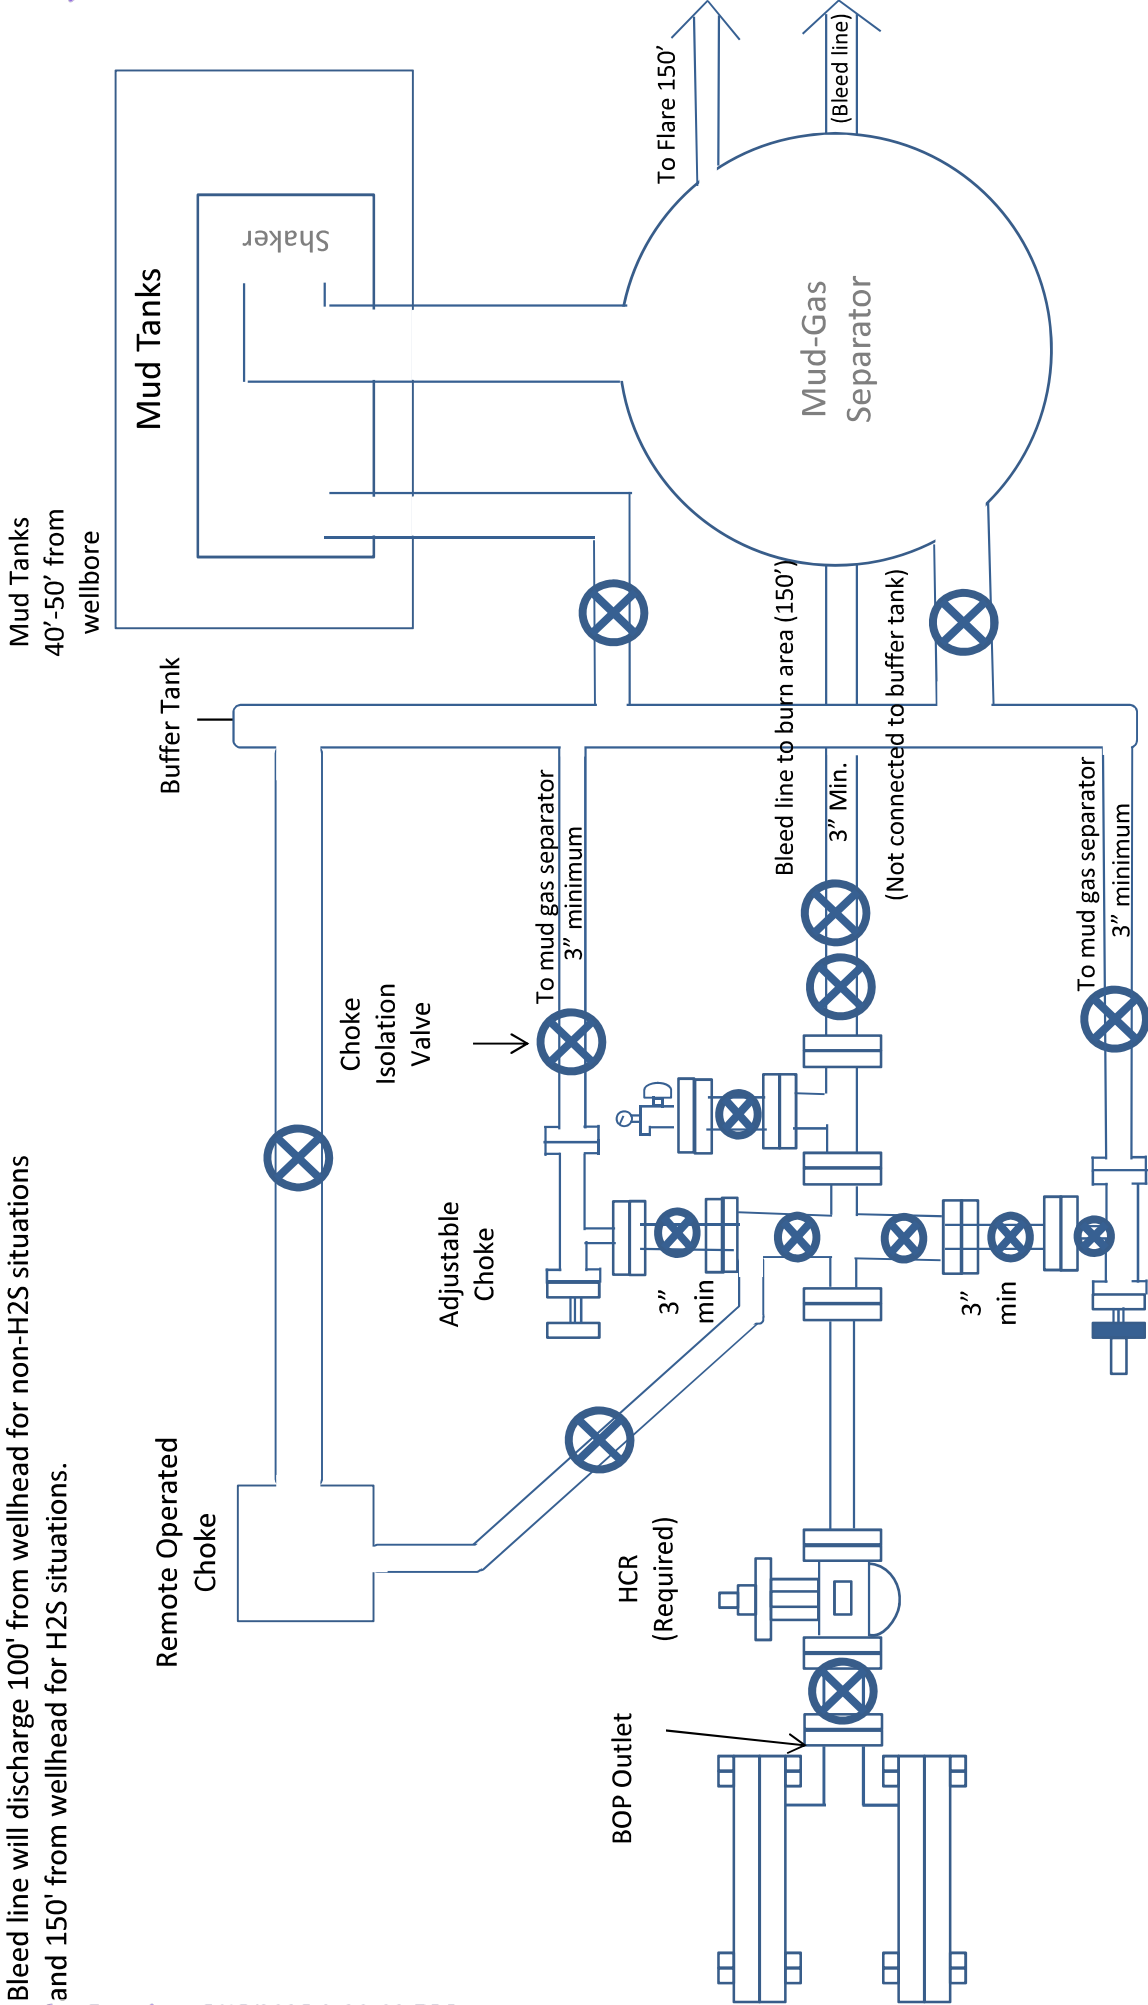 Bleed line will discharge 100' from wellhead for non-H2S situations
and 150' from wellhead for H2S situations.
Mud Tanks
40’-50’ from
wellbore
Mud Tanks
Shaker
Buffer Tank
Remote Operated
Choke
Choke
Isolation
Valve
Adjustable
Choke
To mud gas separator
3” minimum
To Flare 150’
(Bleed line)
Mud-Gas
Separator
Bleed line to burn area (150’)
3” Min.
(Not connected to buffer tank)
3”
min
3”
min
To mud gas separator
3” minimum
HCR
(Required)
BOP Outlet